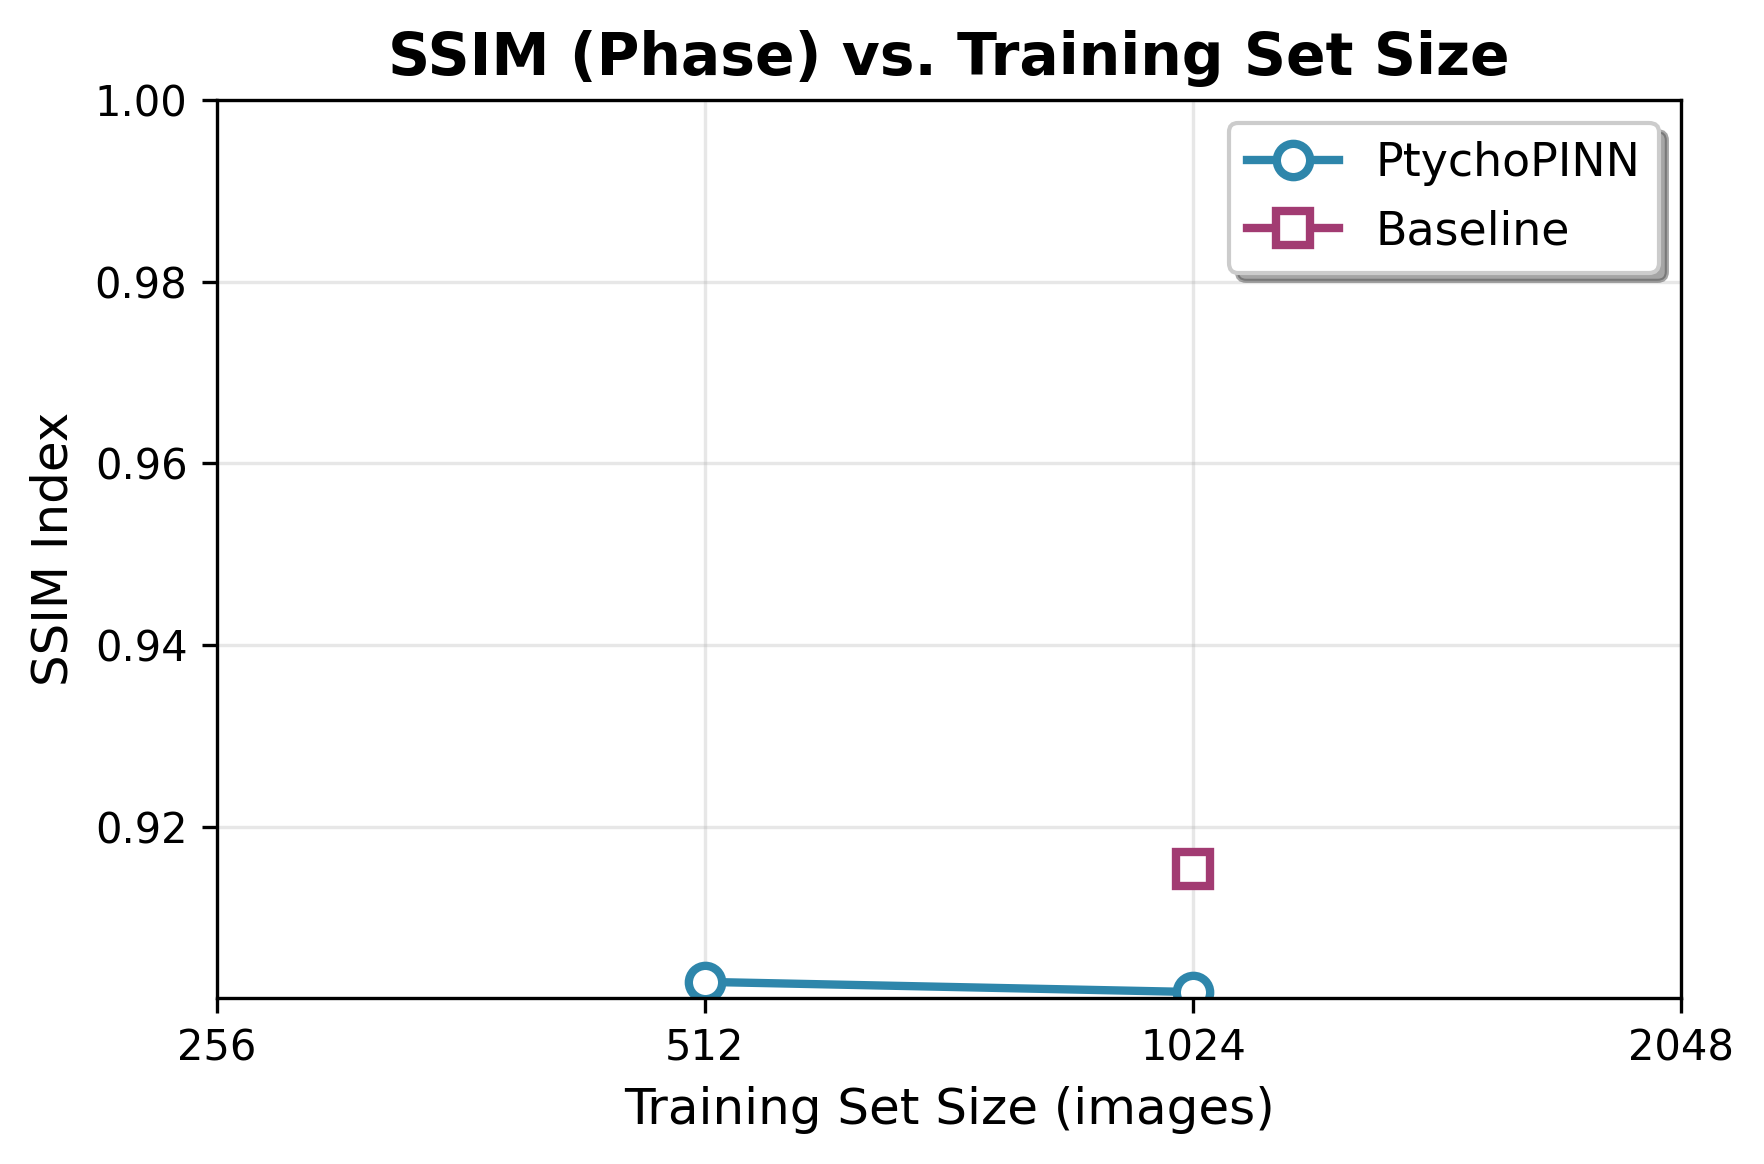 SSIM (Phase) vs. Training Set Size
PtychoPINN
Baseline
SSIM Index
1.00
0.98
0.96
0.94
0.92
256
512
1024
2048
Training Set Size (images)